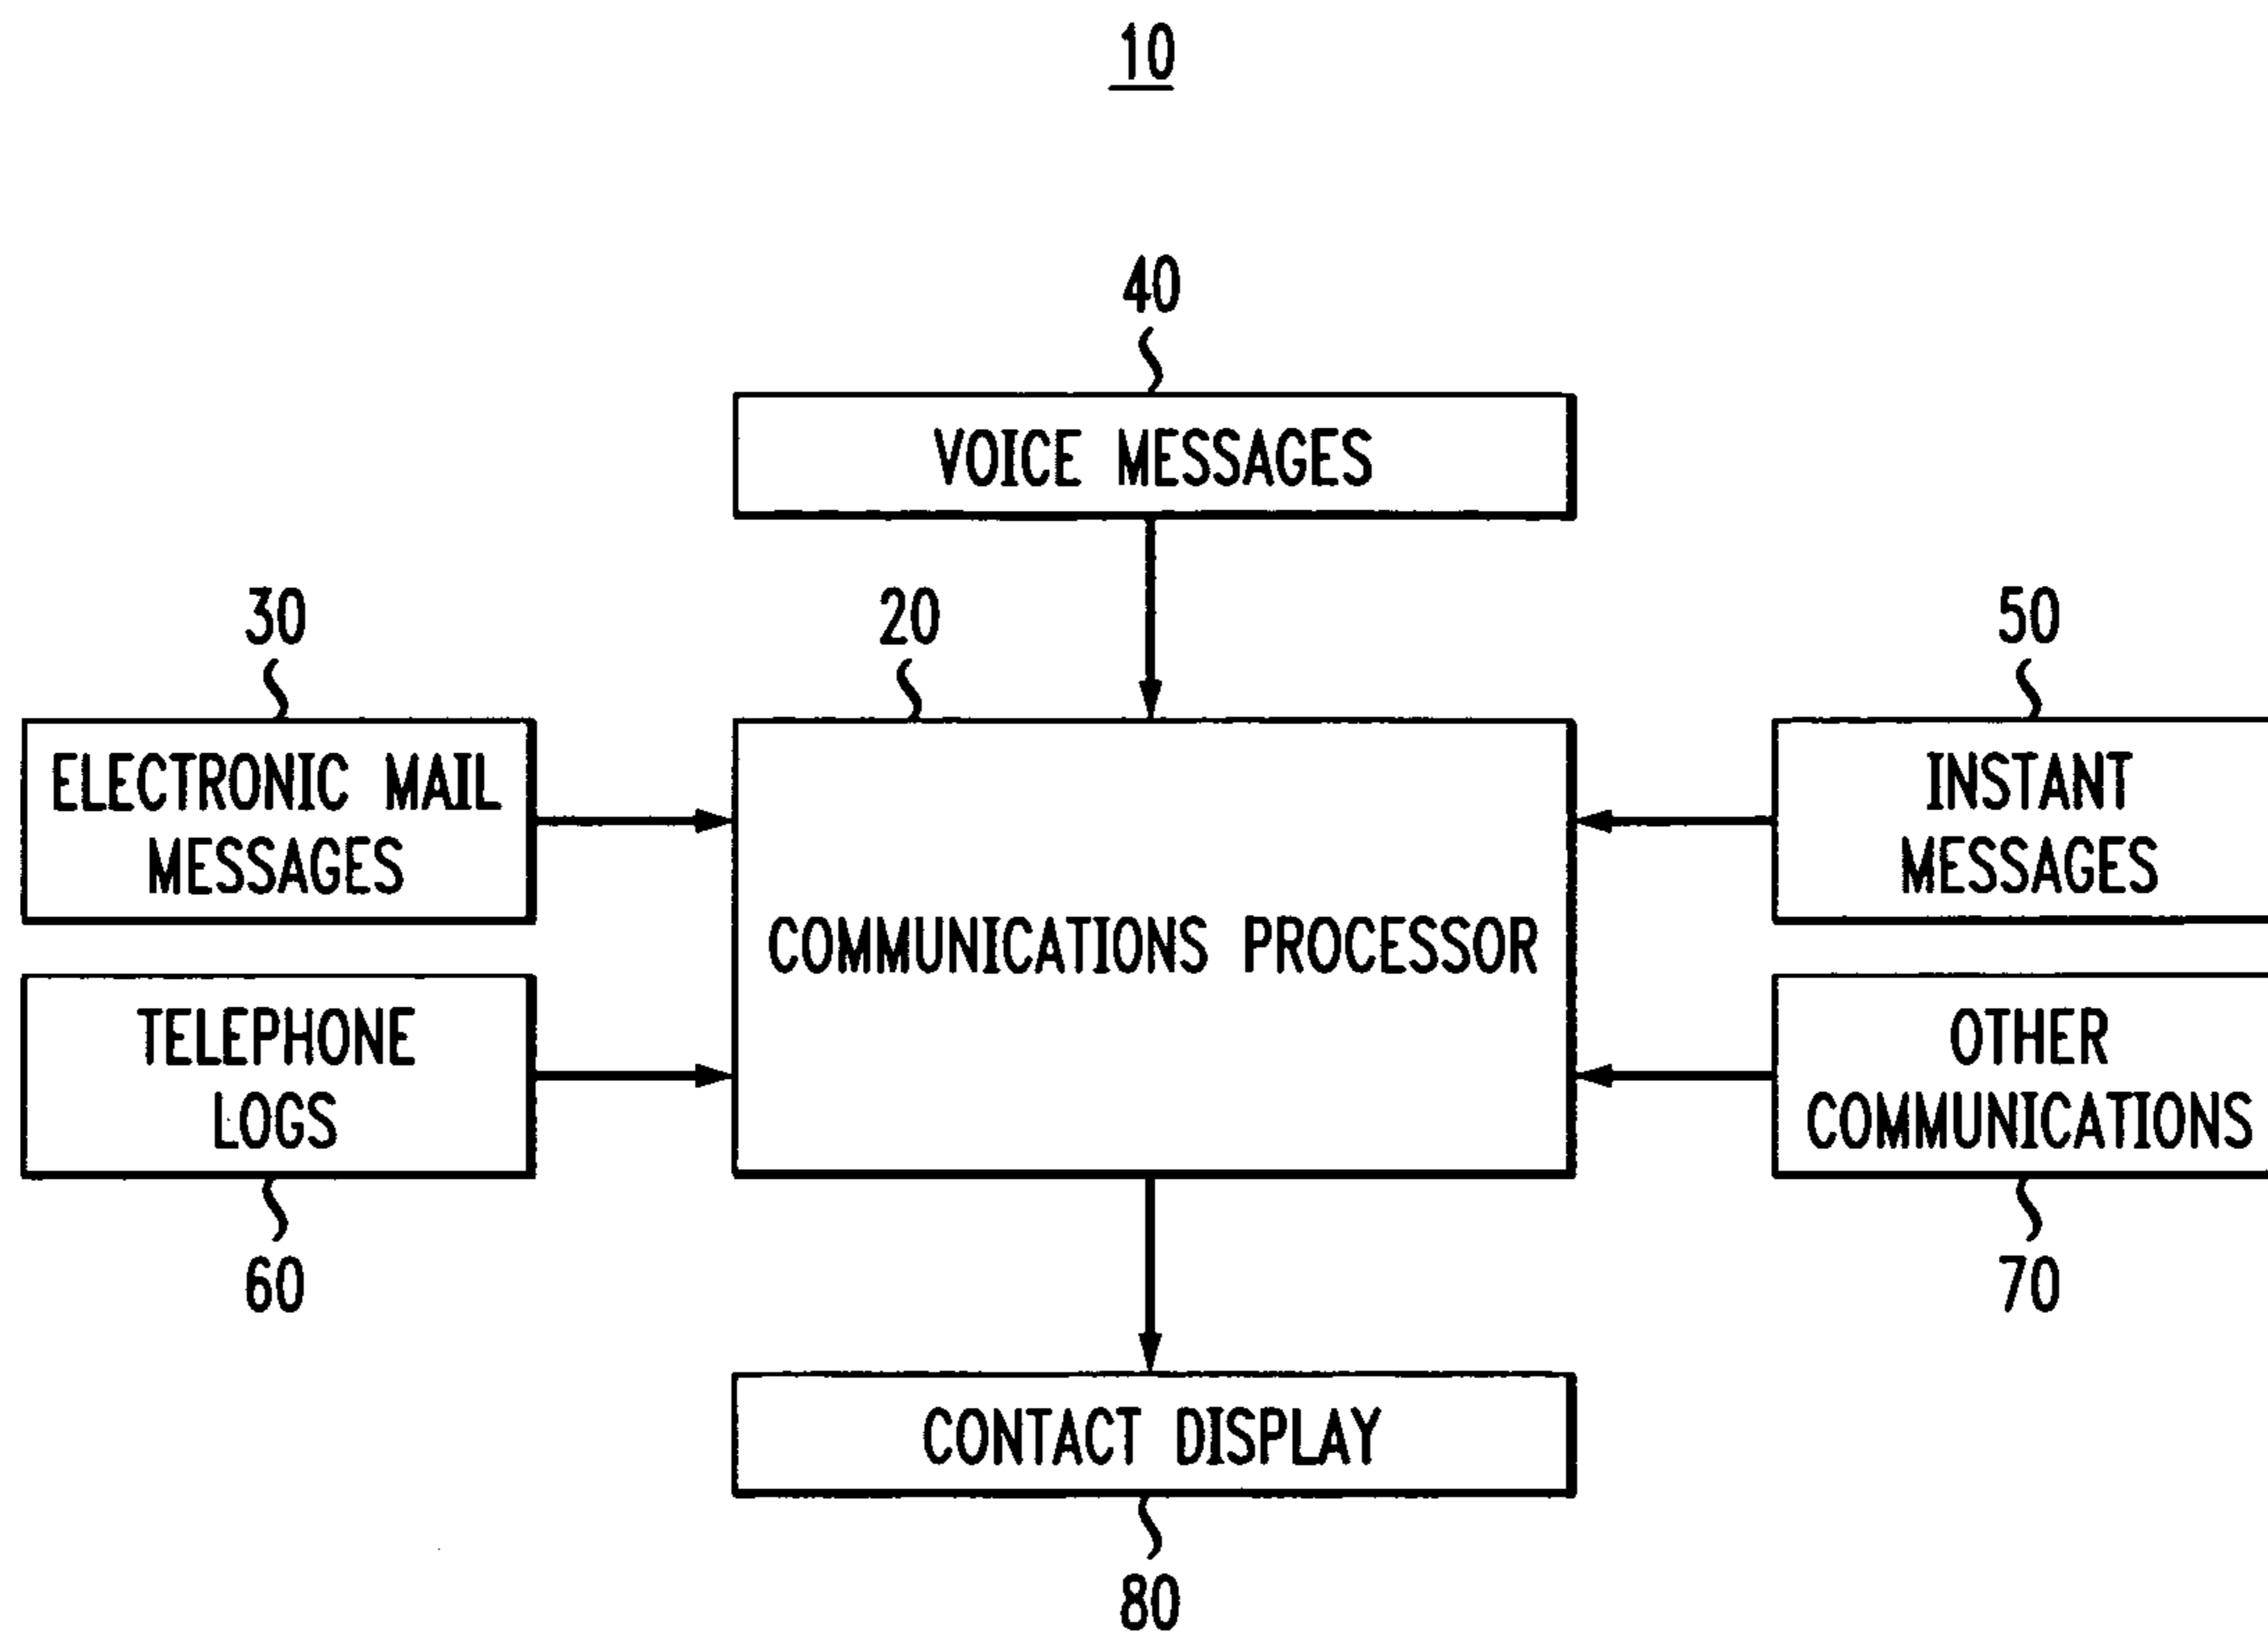 10
40
VOICE MESSAGES
30
20
50
ELECTRONIC MAIL
MESSAGES
INSTANT
MESSAGES
COMMUNICATIONS PROCESSOR
TELEPHONE
LOGS
OTHER
COMMUNICATIONS
60
70
CONTACT DISPLAY
80